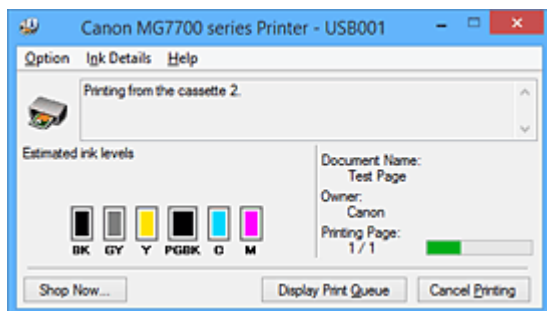 Canon MG7700 series Printer - USB001
Option Ink Details Help
Printing from the cassette 2.
Estimated ink levels
Document Name:
Test Page
Owner:
Canon
Printing Page:
1 / 1
BK GY Y PGBK C M
Shop Now... Display Print Queue Cancel Printing